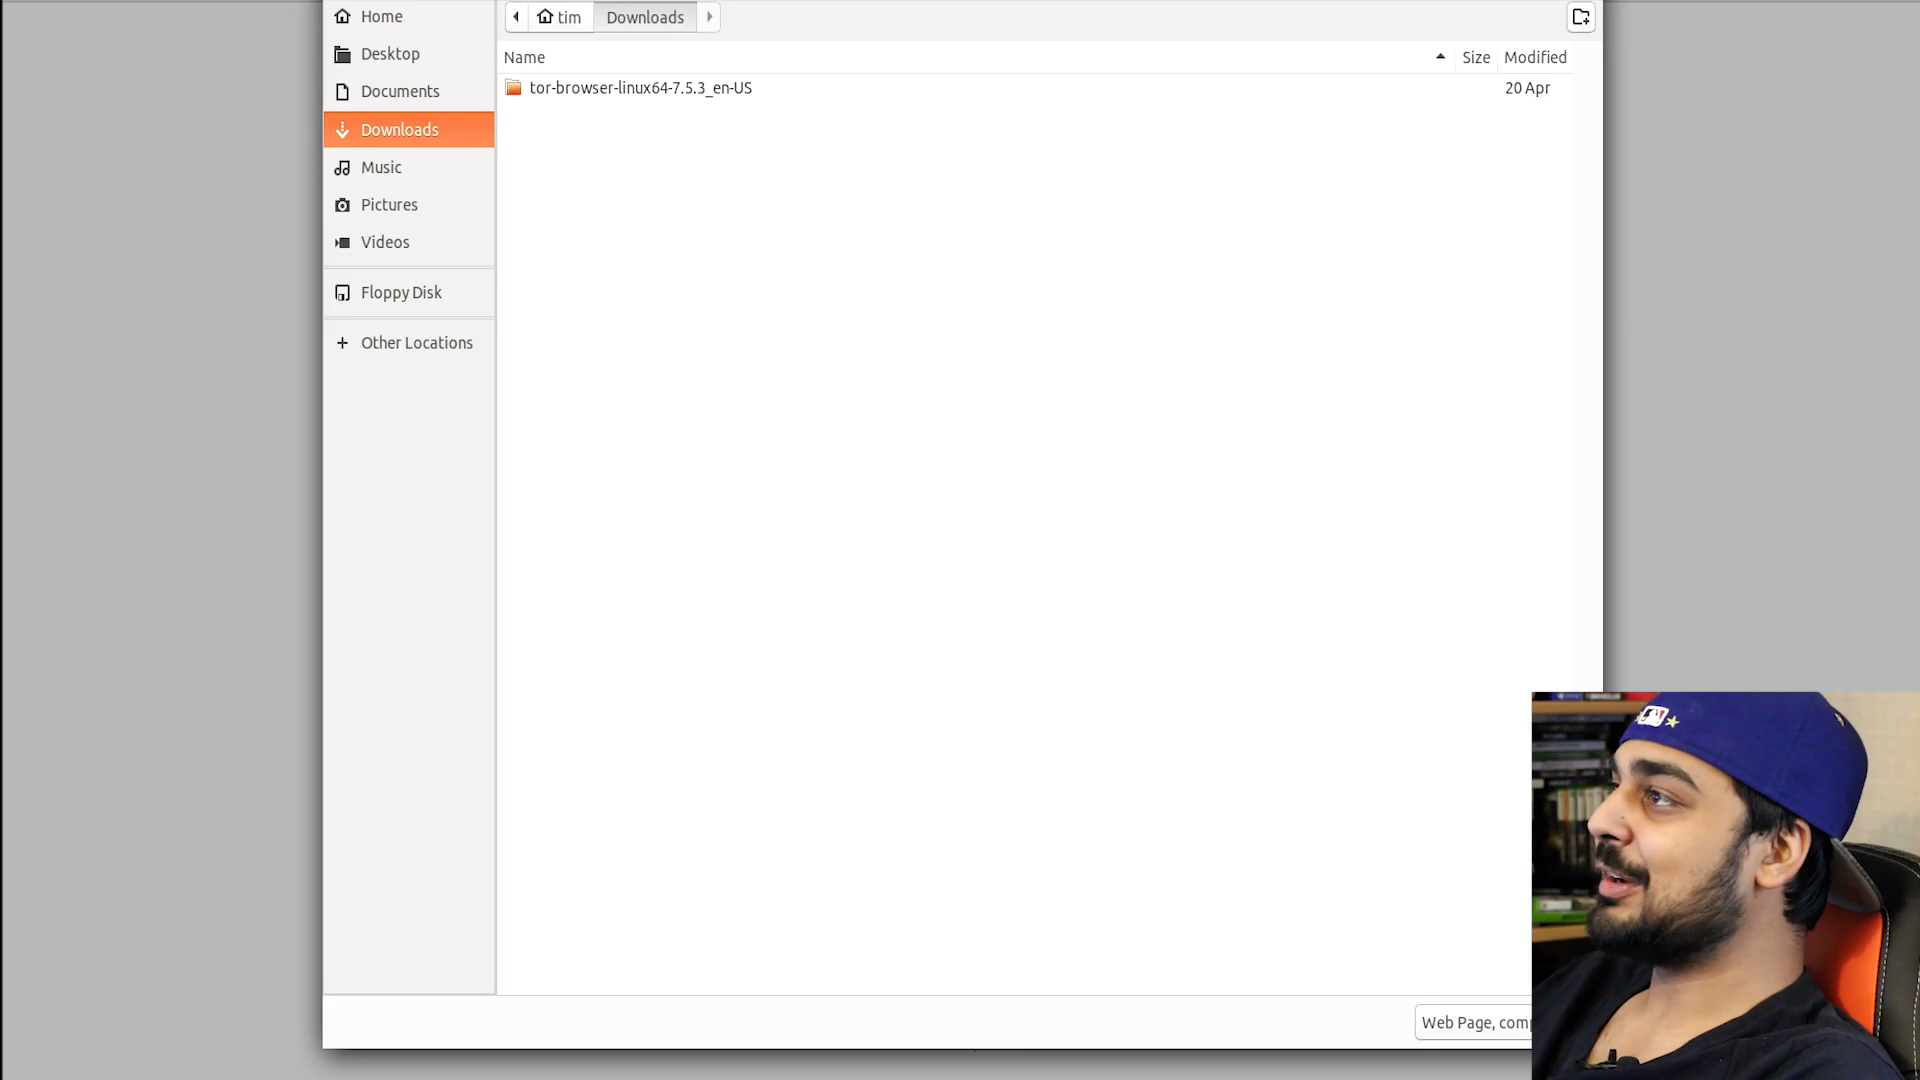 Home
tim
Downloads
Desktop
Name
Size
Modified
tor-browser-linux64-7.5.3_en-US
20 Apr
Documents
Downloads
Music
Pictures
Videos
Floppy Disk
Other Locations
Web Page, comp